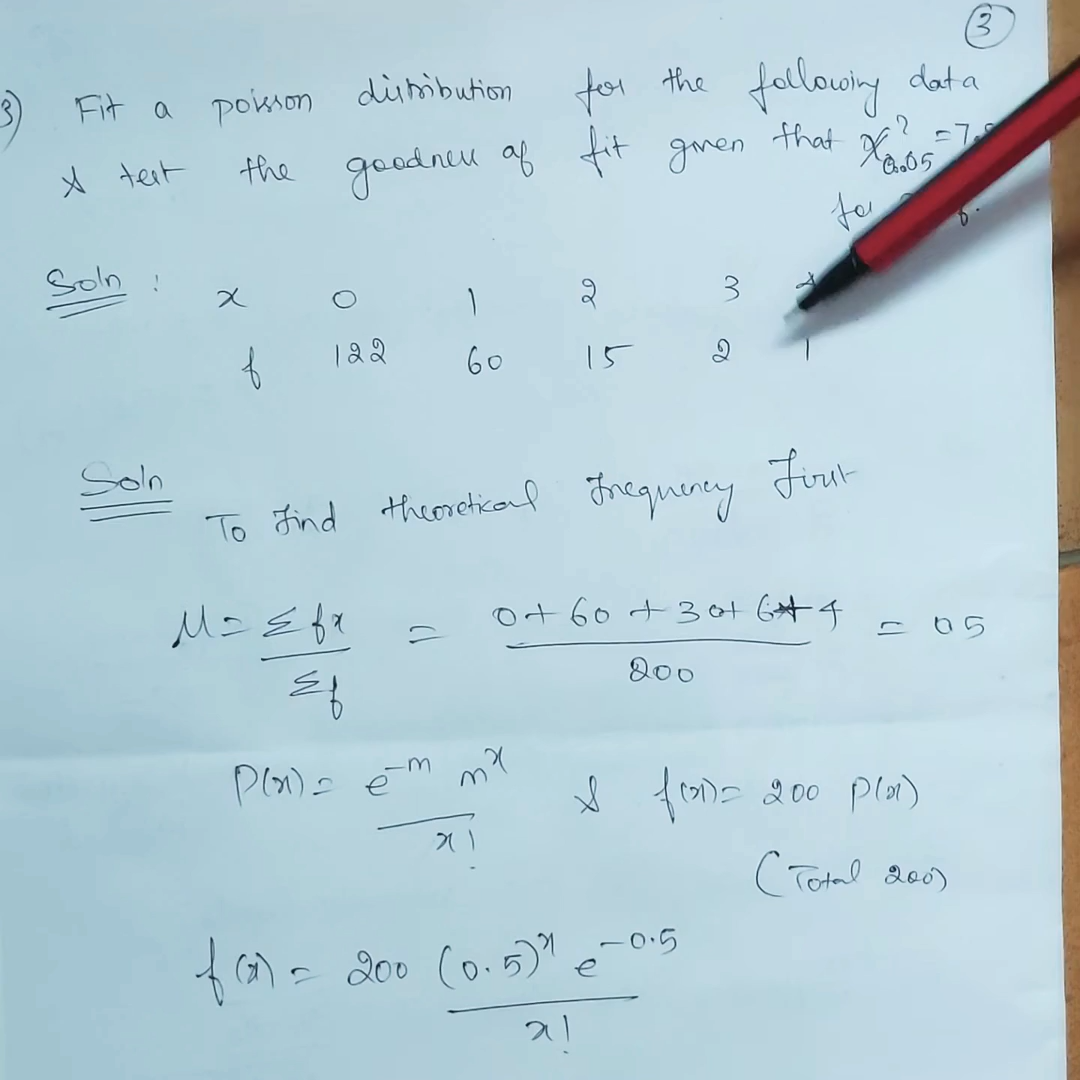 3
3) Fit a poisson distribution for the following data
& test the goodness of fit given that χ²0.05 = 7.
for
Soln : x 0 1 2 3 4
f 122 60 15 2 1
Soln
To Find theoretical Frequency First
M = Σfx / Σf = 0 + 60 + 30 + 6 + 4 / 200 = 05
P(x) = e^-m m^x / x! & f(x) = 200 P(x)
(Total 200)
f(x) = 200 (0.5)^x e^-0.5 / x!